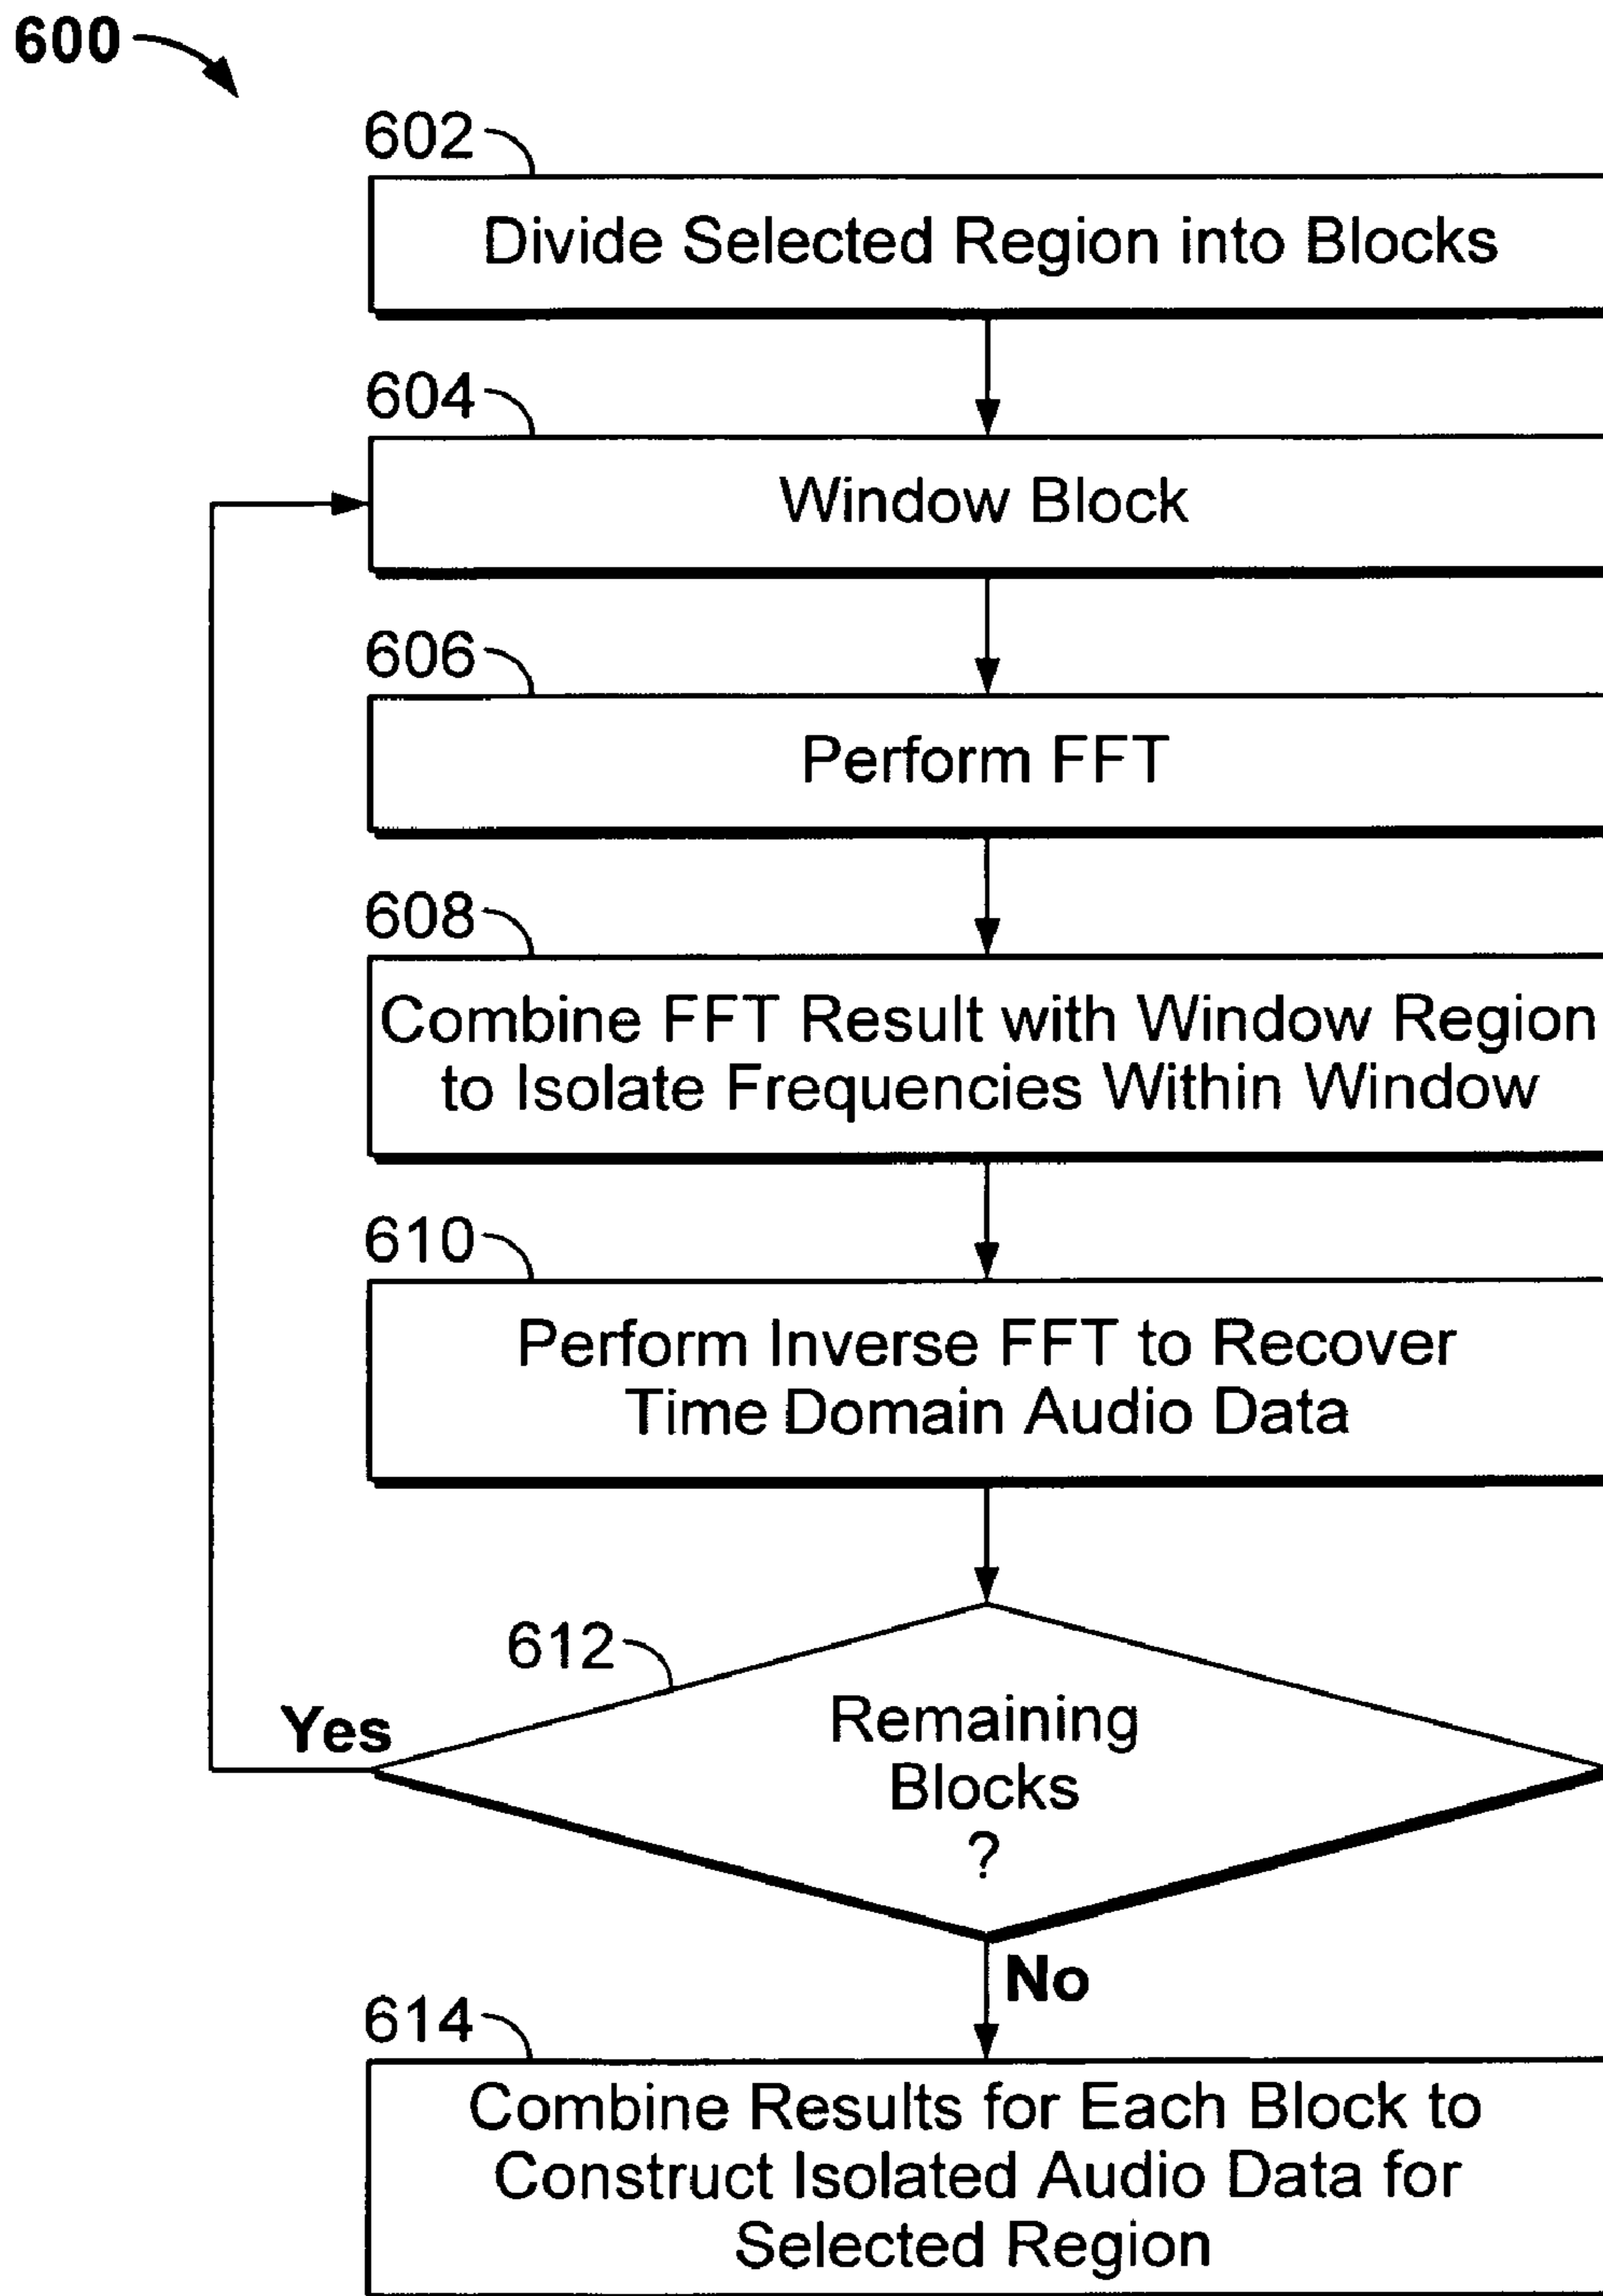 600
602
Divide Selected Region into Blocks
604
Window Block
606
Perform FFT
608
Combine FFT Result with Window Region
to Isolate Frequencies Within Window
610
Perform Inverse FFT to Recover
Time Domain Audio Data
612
Yes
Remaining
Blocks
?
No
614
Combine Results for Each Block to
Construct Isolated Audio Data for
Selected Region